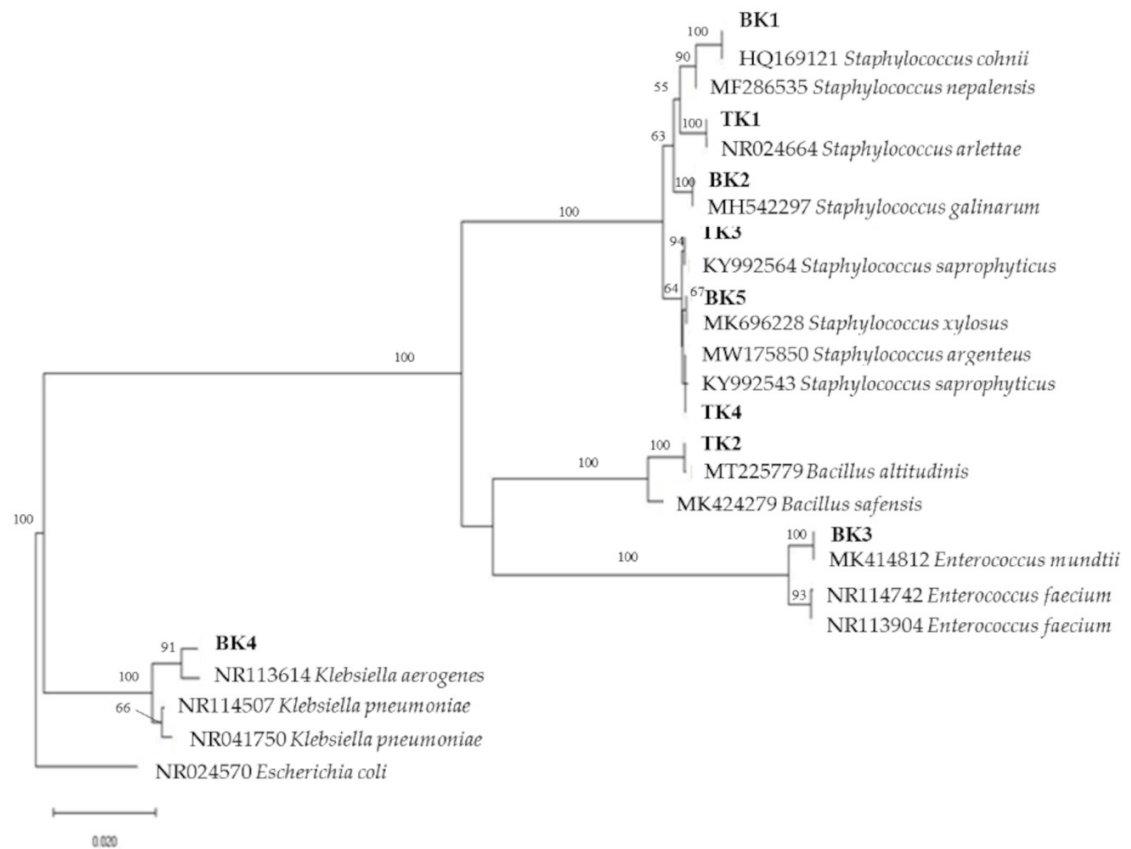 BK1
100
HQ169121 Staphylococcus cohnii
90
MF286535 Staphylococcus nepalensis
55
TK1
100
NR024664 Staphylococcus arlettae
63
BK2
100
MH542297 Staphylococcus galinarum
100
TK3
94
KY992564 Staphylococcus saprophyticus
64
67
BK5
MK696228 Staphylococcus xylosus
MW175850 Staphylococcus argenteus
100
KY992543 Staphylococcus saprophyticus
TK4
TK2
100
MT225779 Bacillus altitudinis
100
MK424279 Bacillus safensis
100
BK3
100
MK414812 Enterococcus mundtii
100
93
NR114742 Enterococcus faecium
NR113904 Enterococcus faecium
BK4
91
NR113614 Klebsiella aerogenes
100
NR114507 Klebsiella pneumoniae
66
NR041750 Klebsiella pneumoniae
NR024570 Escherichia coli
0.020